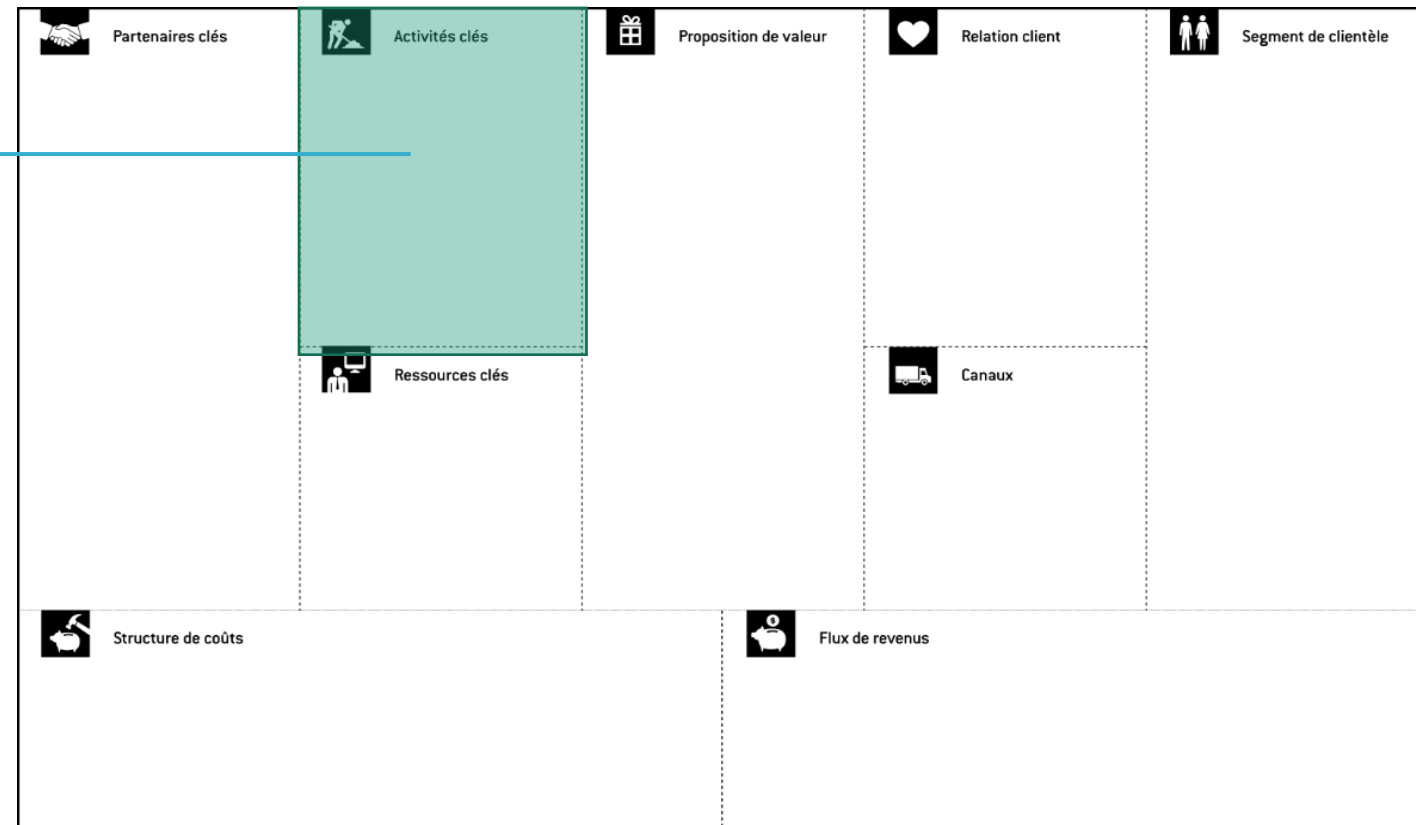 Partenaires clés
Activités clés
Proposition de valeur
Relation client
Segment de clientèle
Ressources clés
Canaux
Structure de coûts
$
Flux de revenus